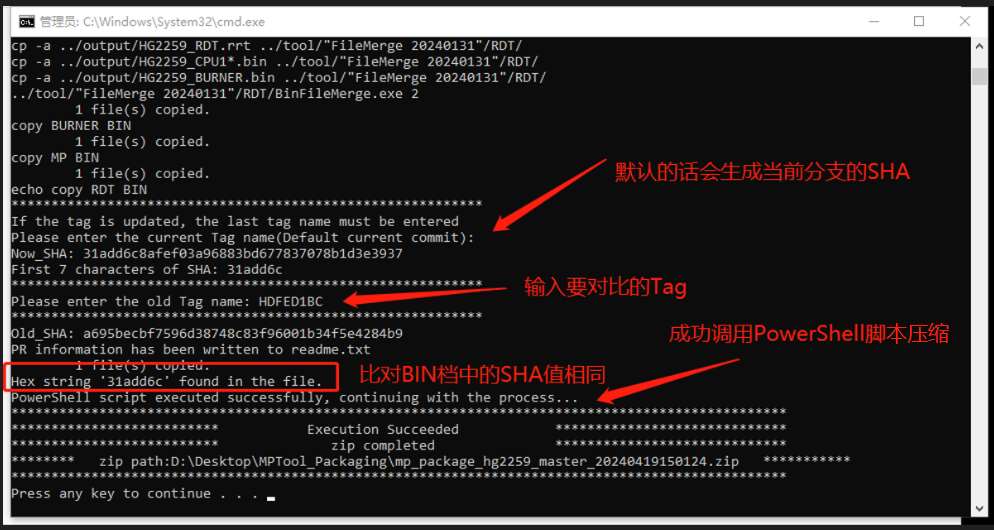 管理员: C:\Windows\System32\cmd.exe
cp -a ../output/HG2259_RDT.rrt ../tool/"FileMerge 20240131"/RDT/
cp -a ../output/HG2259_CPU1*.bin ../tool/"FileMerge 20240131"/RDT/
cp -a ../output/HG2259_BURNER.bin ../tool/"FileMerge 20240131"/RDT/
../tool/"FileMerge 20240131"/RDT/BinFileMerge.exe 2
1 file(s) copied.
copy BURNER BIN
1 file(s) copied.
copy MP BIN
1 file(s) copied.
echo copy RDT BIN
默认的话会生成当前分支的SHA
***********************************************************
If the tag is updated, the last tag name must be entered
Please enter the current Tag name(Default current commit):
Now_SHA: 31add6c8afef03a96883bd677837078b1d3e3937
First 7 characters of SHA: 31add6c
***********************************************************
Please enter the old Tag name: HDFED1BC
输入要对比的Tag
***********************************************************
Old_SHA: a695becbf7596d38748c83f96001b34f5e4284b9
成功调用PowerShell脚本压缩
PR information has been written to readme.txt
1 file(s) copied.
Hex string '31add6c' found in the file.
比对BIN档中的SHA值相同
PowerShell script executed successfully, continuing with the process...
*************************************************************************************************
************************** Execution Succeeded *****************************
************************** zip completed *****************************
******** zip path:D:\Desktop\MPTool_Packaging\mp_package_hg2259_master_20240419150124.zip ***********
*************************************************************************************************
Press any key to continue . . .